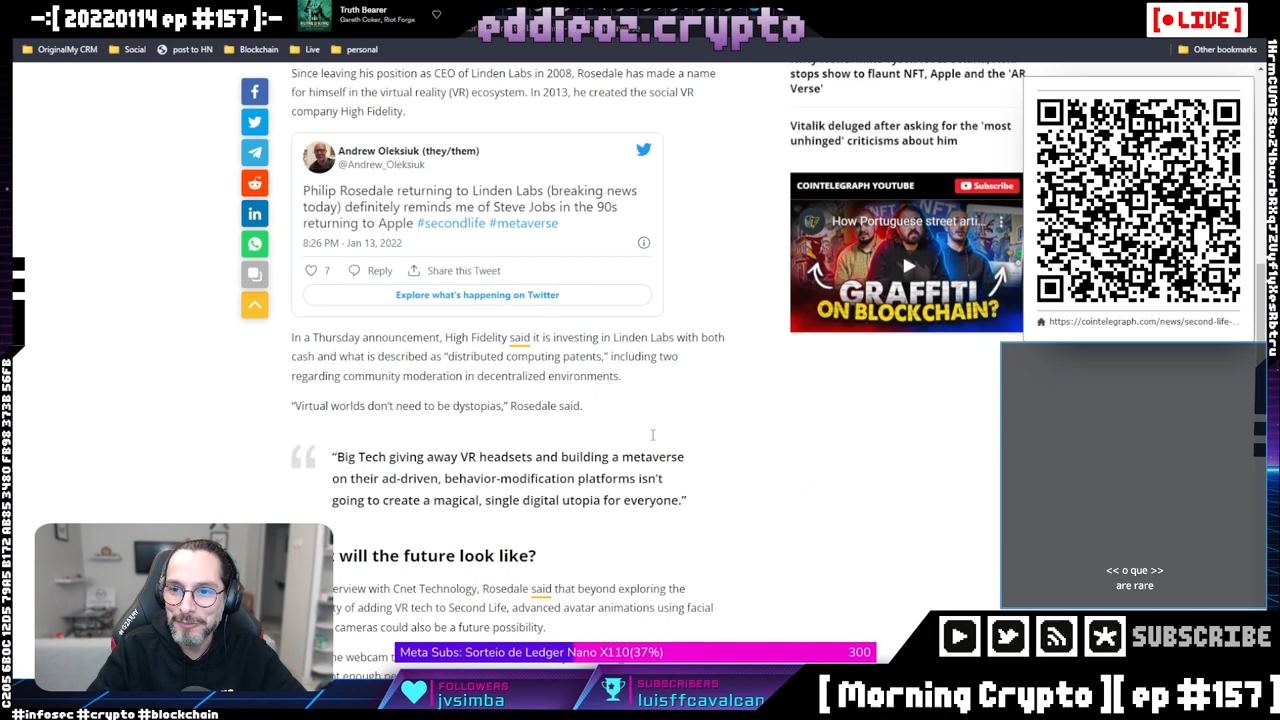 -:[ 20220114 ep #157 ]:-
Truth Bearer
Gareth Coker, Riot Forge
eddieoz.crypto
[● LIVE]
OriginalMy CRM
Social
post to HN
Blockchain
Live
personal
Other bookmarks
Since leaving his position as CEO of Linden Labs in 2008, Rosedale has made a name
for himself in the virtual reality (VR) ecosystem. In 2013, he created the social VR
company High Fidelity.
Andrew Oleksiuk (they/them)
@Andrew_Oleksiuk
Philip Rosedale returning to Linden Labs (breaking news
today) definitely reminds me of Steve Jobs in the 90s
returning to Apple #secondlife #metaverse
8:26 PM · Jan 13, 2022
7
Reply
Share this Tweet
Explore what's happening on Twitter
In a Thursday announcement, High Fidelity said it is investing in Linden Labs with both
cash and what is described as “distributed computing patents,” including two
regarding community moderation in decentralized environments.
“Virtual worlds don’t need to be dystopias,” Rosedale said.
“Big Tech giving away VR headsets and building a metaverse
on their ad-driven, behavior-modification platforms isn’t
going to create a magical, single digital utopia for everyone.”
will the future look like?
erview with Cnet Technology, Rosedale said that beyond exploring the
ty of adding VR tech to Second Life, advanced avatar animations using facial
cameras could also be a future possibility.
stops show to flaunt NFT, Apple and the 'AR
Verse'
Vitalik deluged after asking for the 'most
unhinged' criticisms about him
COINTELEGRAPH YOUTUBE
Subscribe
How Portuguese street arti...
GRAFFITI
ON BLOCKCHAIN?
https://cointelegraph.com/news/second-life-...
<< o que >>
are rare
Meta Subs: Sorteio de Ledger Nano X110(37%)
300
FOLLOWERS
jvsimba
SUBSCRIBERS
luisffcavalcan
SUBSCRIBE
[ Morning Crypto ][ ep #157 ]
#infosec #crypto #blockchain
C205 5B0C 12D5 79A5 B172 AB35 3480 FB98 373B 56FB